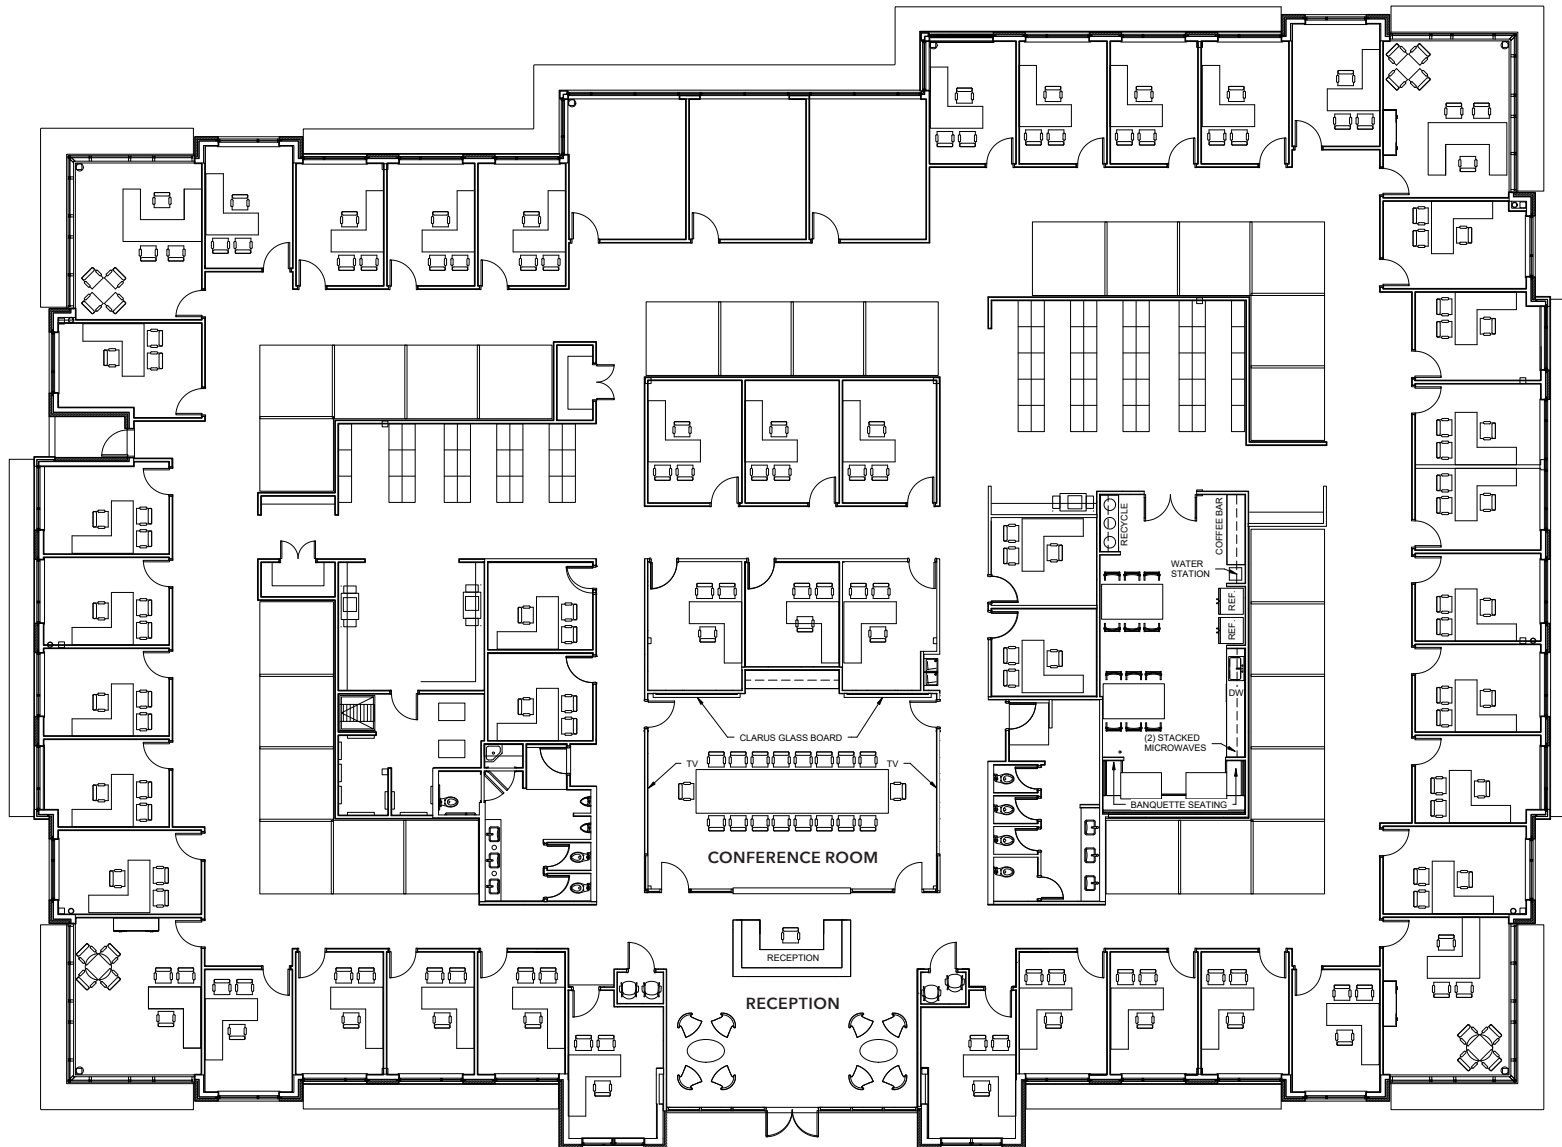 RECYCLE
COFFEE BAR
WATER
STATION
REF.
REF.
DW
(2) STACKED
MICROWAVES
BANQUETTE SEATING
CLARUS GLASS BOARD
TV
TV
CONFERENCE ROOM
RECEPTION
RECEPTION